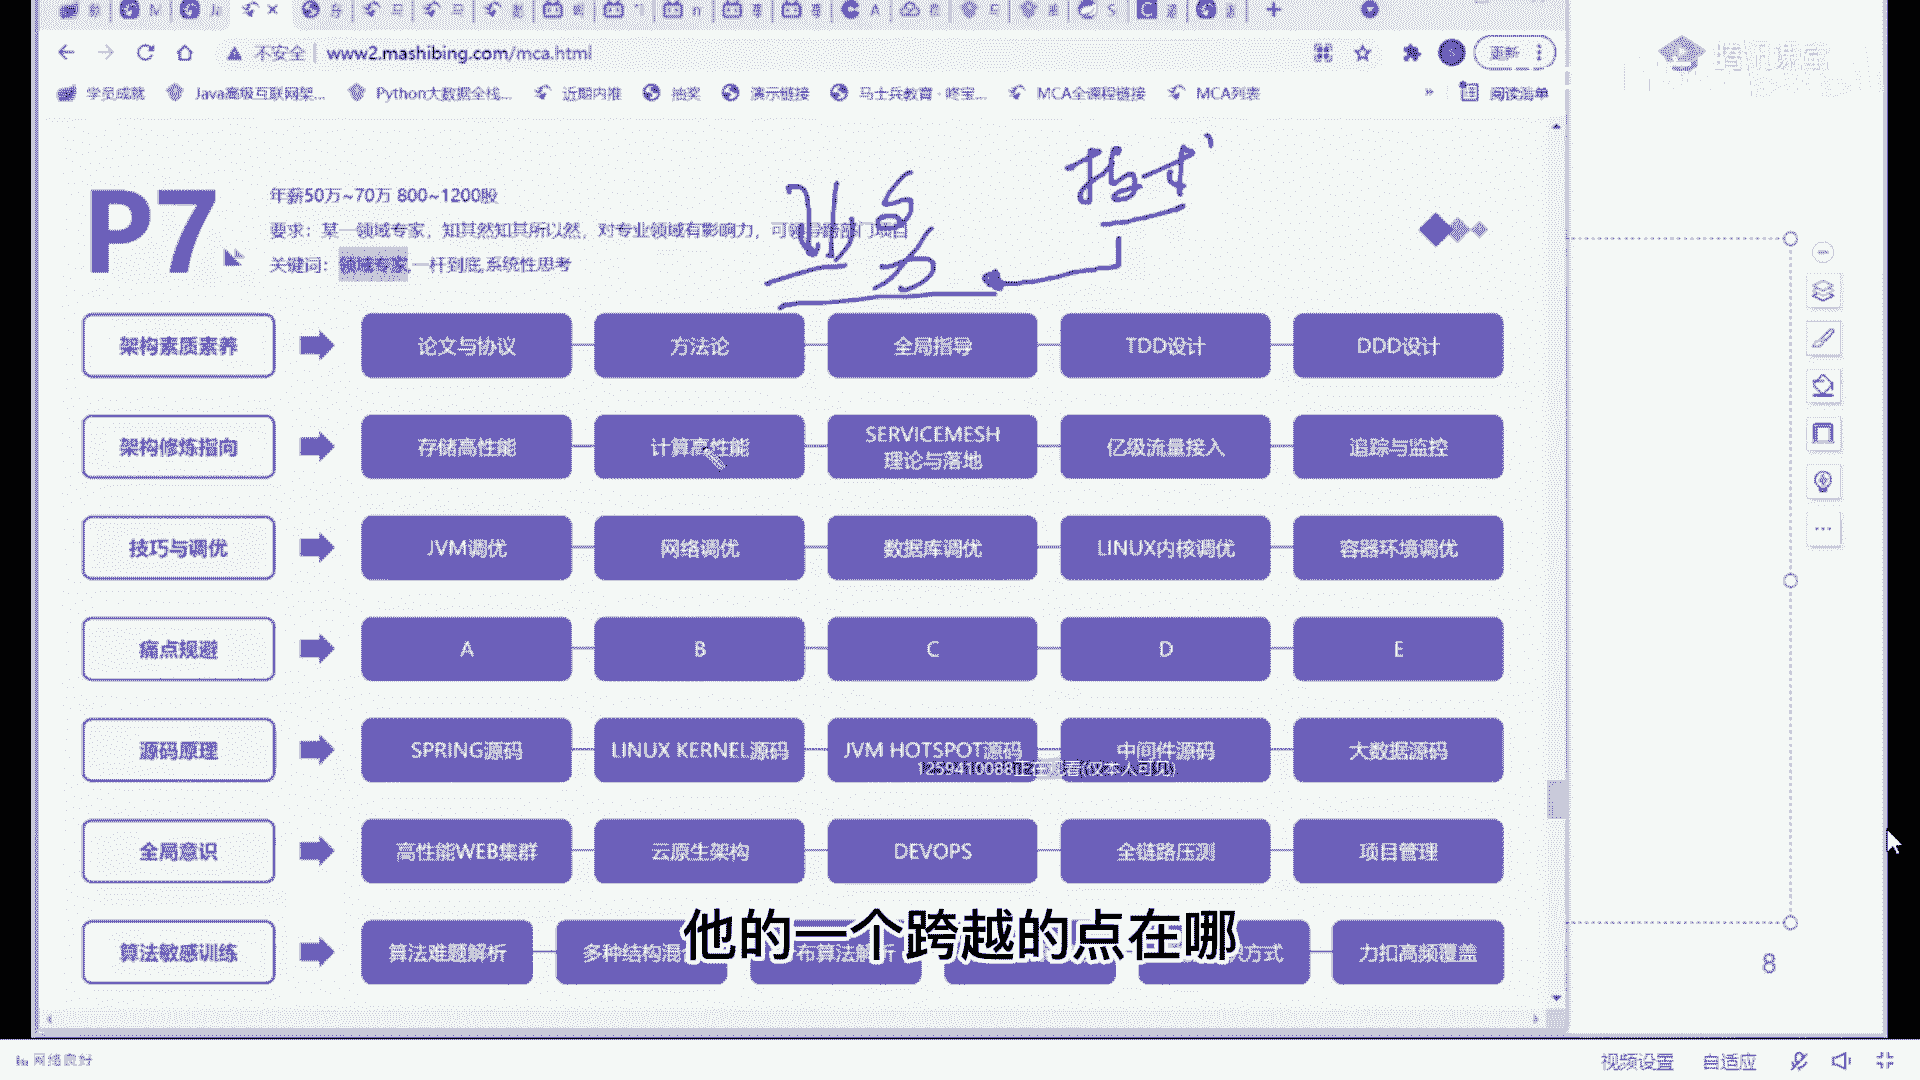 不安全 | www2.mashibing.com/mca.html
更新
腾讯课堂
学员成就 Java高级互联网架... Python大数据全栈... 近期内推 抽奖 演示链接 马士兵教育·咚宝... MCA全课程链接 MCA列表 » 阅读清单
P7
年薪50万~70万 800~1200股
要求：某一领域专家，知其然知其所以然，对专业领域有影响力，可领导跨部门项目
关键词：领域专家,一杆到底,系统性思考
架构素质素养 论文与协议 方法论 全局指导 TDD设计 DDD设计
架构修炼指向 存储高性能 计算高性能 SERVICEMESH 亿级流量接入 追踪与监控
理论与落地
技巧与调优 JVM调优 网络调优 数据库调优 LINUX内核调优 容器环境调优
痛点规避 A B C D E
源码原理 SPRING源码 LINUX KERNEL源码 JVM HOTSPOT源码 中间件源码 大数据源码
1259410088正在观看(仅本人可见)
全局意识 高性能WEB集群 云原生架构 DEVOPS 全链路压测 项目管理
他的一个跨越的点在哪
算法敏感训练 算法难题解析 多种结构混 布算法解析 决方式 力扣高频覆盖
8
网络良好 视频设置 自适应